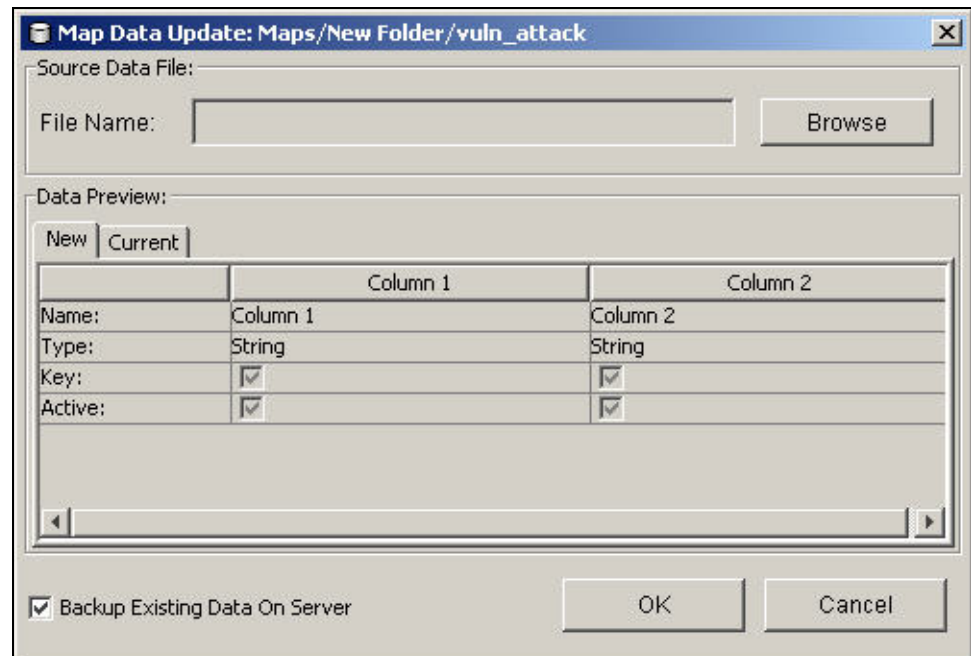 Map Data Update: Maps/New Folder/vuln_attack
Source Data File:
File Name: Browse
Data Preview:
New Current
Column 1 Column 2
Name: Column 1 Column 2
Type: String String
Key:
Active:
Backup Existing Data On Server OK Cancel